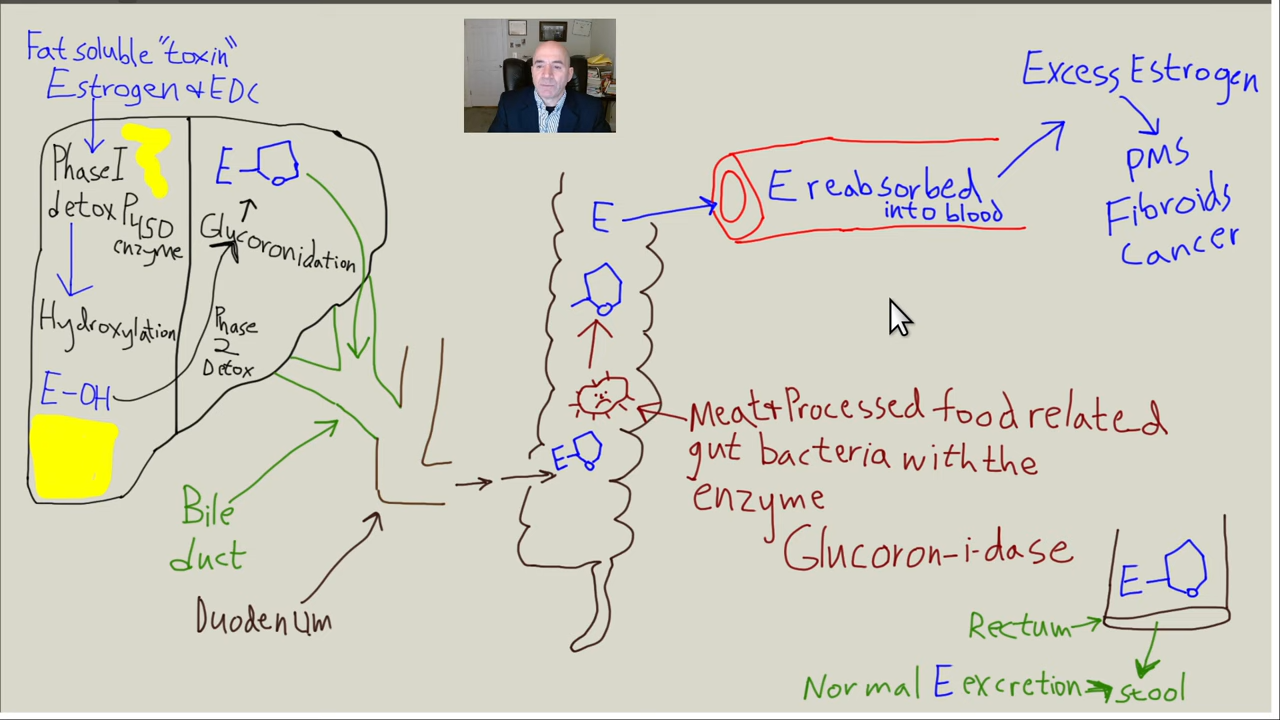 Fat soluble "toxin"
Estrogen & EDC
Phase I
detox P450
enzyme
Hydroxylation
E-OH
E
Glucoronidation
Phase
2
Detox
Bile
duct
Duodenum
E
E
E reabsorbed
into blood
Excess Estrogen
PMS
Fibroids
Cancer
Meat & Processed food related
gut bacteria with the
enzyme
Glucoron-i-dase
E
Rectum
Normal E excretion
stool